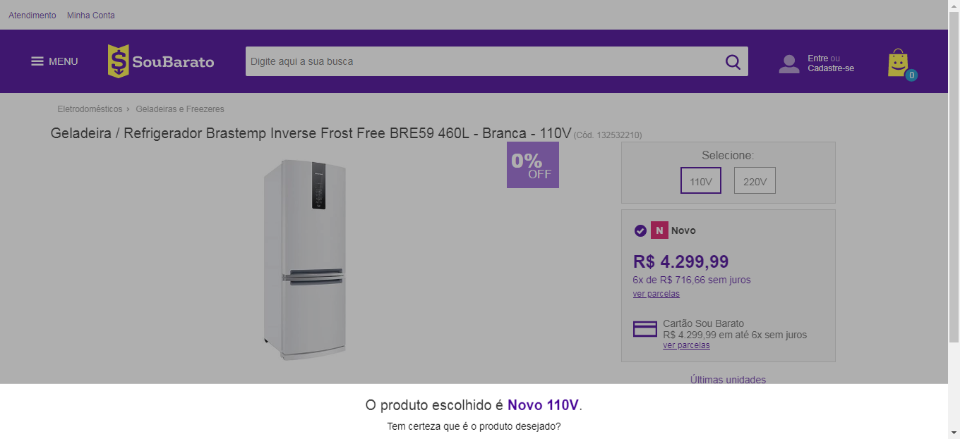 Atendimento Minha Conta
MENU SouBarato Digite aqui a sua busca Entre ou
Cadastre-se
0
Eletrodomésticos › Geladeiras e Freezeres
Geladeira / Refrigerador Brastemp Inverse Frost Free BRE59 460L - Branca - 110V (Cód. 132532210)
0%
OFF
Selecione:
110V 220V
N Novo
R$ 4.299,99
6x de R$ 716,66 sem juros
ver parcelas
Cartão Sou Barato
R$ 4.299,99 em até 6x sem juros
ver parcelas
Últimas unidades
O produto escolhido é Novo 110V.
Tem certeza que é o produto desejado?